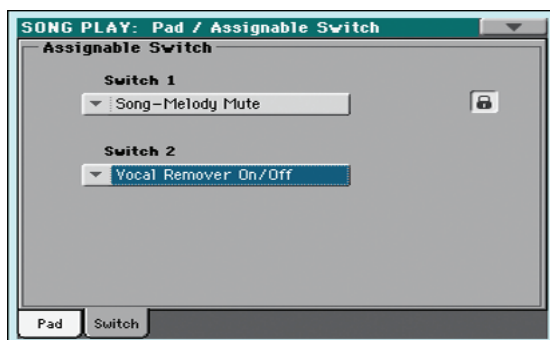 SONG PLAY: Pad / Assignable Switch
Assignable Switch
Switch 1
Song-Melody Mute
Switch 2
Vocal Remover On/Off
Pad
Switch